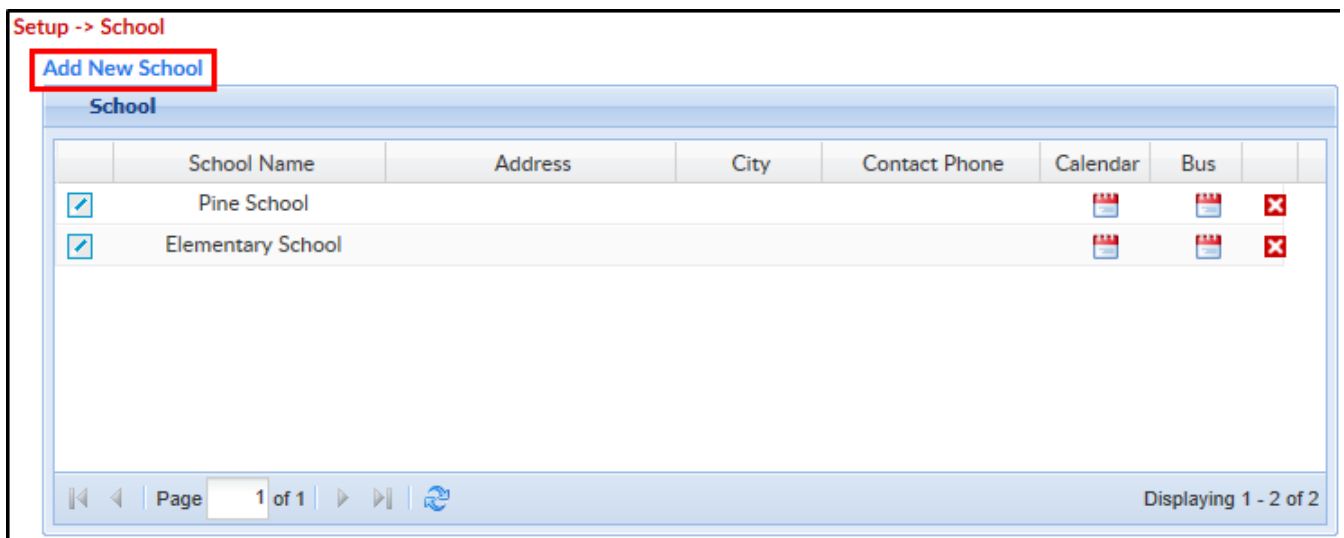 Setup -> School
Add New School
School
School Name Address City Contact Phone Calendar Bus
Pine School
Elementary School
Page 1 of 1 Displaying 1 - 2 of 2